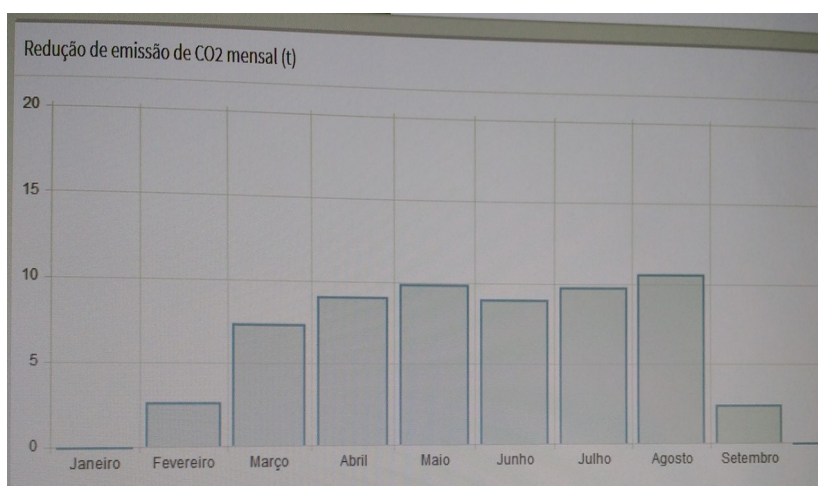 Redução de emissão de CO2 mensal (t)
20
15
10
5
0
Janeiro Fevereiro Março Abril Maio Junho Julho Agosto Setembro